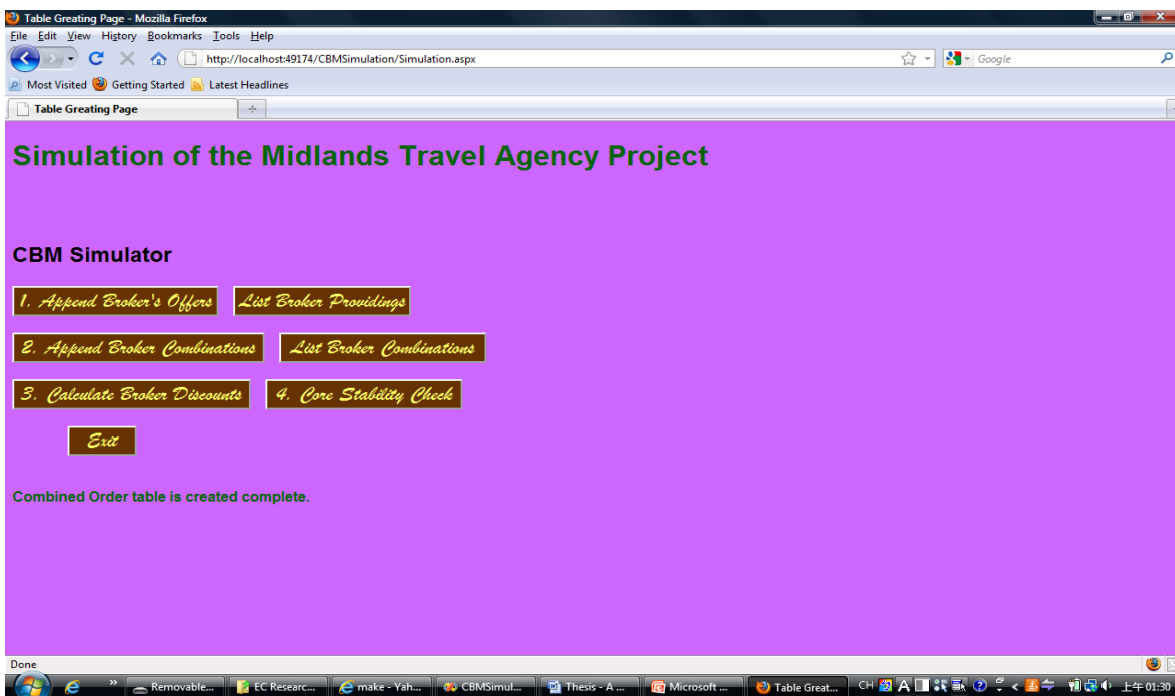 Table Greating Page - Mozilla Firefox
File Edit View History Bookmarks Tools Help
http://localhost:49174/CBMSimulation/Simulation.aspx
Google
Most Visited Getting Started Latest Headlines
Table Greating Page
Simulation of the Midlands Travel Agency Project
CBM Simulator
1. Append Broker's Offers List Broker Providings
2. Append Broker Combinations List Broker Combinations
3. Calculate Broker Discounts 4. Core Stability Check
Exit
Combined Order table is created complete.
Done
Removable... EC Researc... make - Yah... CBMSimul... Thesis - A ... Microsoft ... Table Great... CH A 上午 01:30